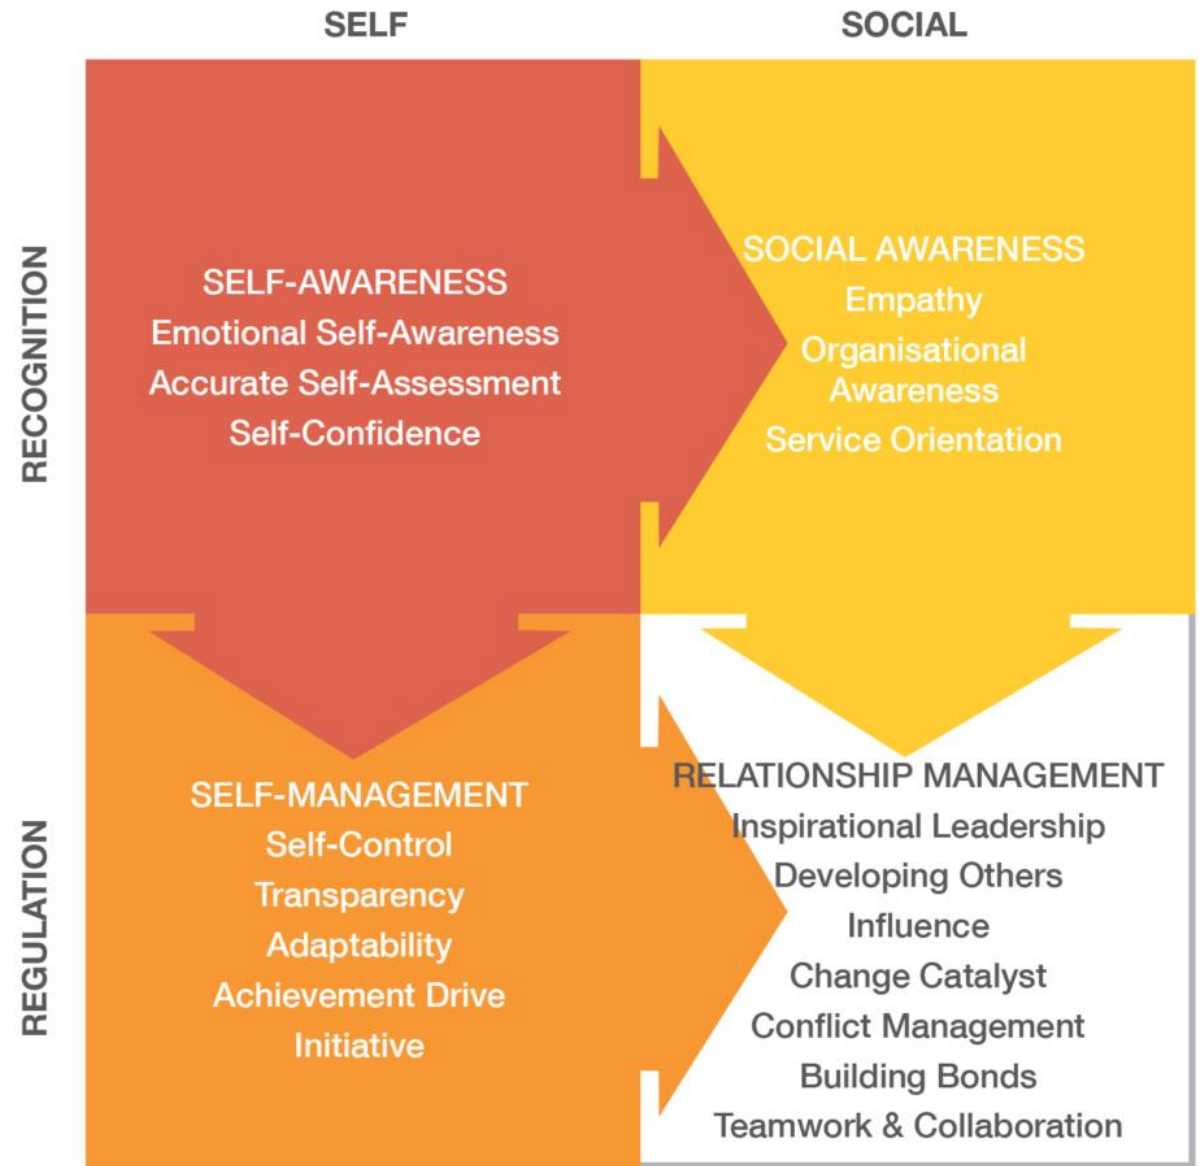 SELF
SOCIAL
RECOGNITION
SELF-AWARENESS
Emotional Self-Awareness
Accurate Self-Assessment
Self-Confidence
SOCIAL AWARENESS
Empathy
Organisational
Awareness
Service Orientation
REGULATION
SELF-MANAGEMENT
Self-Control
Transparency
Adaptability
Achievement Drive
Initiative
RELATIONSHIP MANAGEMENT
Inspirational Leadership
Developing Others
Influence
Change Catalyst
Conflict Management
Building Bonds
Teamwork & Collaboration